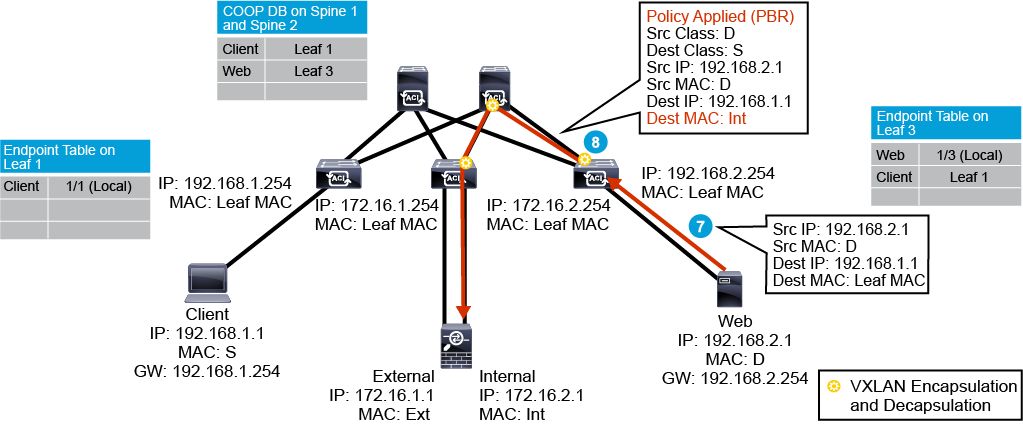 COOP DB on Spine 1
and Spine 2
Client Leaf 1
Web Leaf 3
Policy Applied (PBR)
Src Class: D
Dest Class: S
Src IP: 192.168.2.1
Src MAC: D
Dest IP: 192.168.1.1
Dest MAC: Int
ACI
ACI
Endpoint Table on
Leaf 1
Client 1/1 (Local)
Endpoint Table on
Leaf 3
Web 1/3 (Local)
Client Leaf 1
8
ACI
ACI
ACI
IP: 192.168.1.254
MAC: Leaf MAC
IP: 172.16.1.254
MAC: Leaf MAC
IP: 172.16.2.254
MAC: Leaf MAC
IP: 192.168.2.254
MAC: Leaf MAC
7
Src IP: 192.168.2.1
Src MAC: D
Dest IP: 192.168.1.1
Dest MAC: Leaf MAC
Client
IP: 192.168.1.1
MAC: S
GW: 192.168.1.254
External
IP: 172.16.1.1
MAC: Ext
Internal
IP: 172.16.2.1
MAC: Int
Web
IP: 192.168.2.1
MAC: D
GW: 192.168.2.254
VXLAN Encapsulation
and Decapsulation